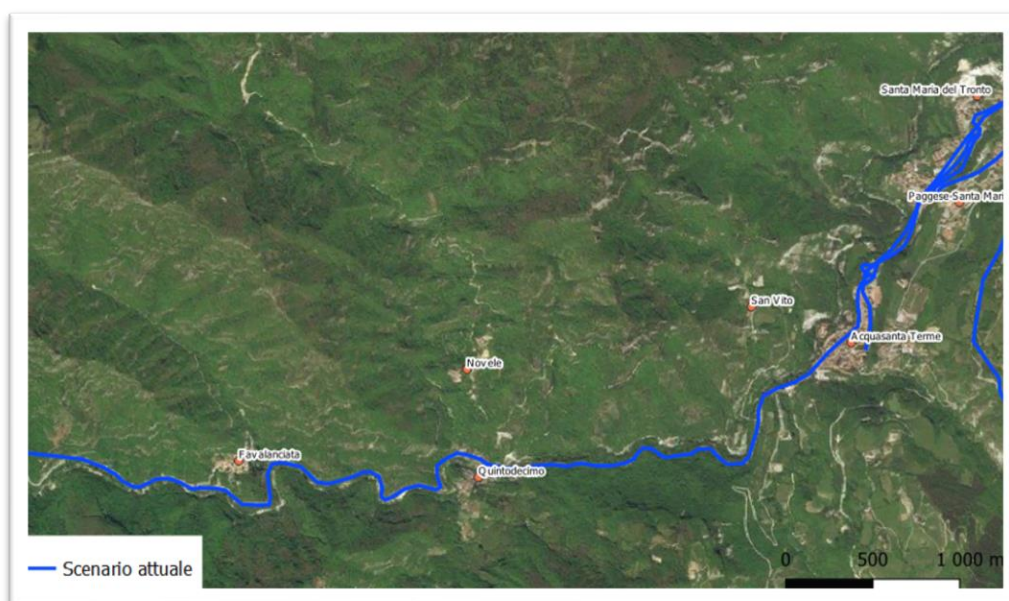 Santa Maria del Tronto
Paggese-Santa Mari
San Vito
Acquasanta Terme
Novele
Favalanciata
Quintodecimo
Scenario attuale
0 500 1 000 m